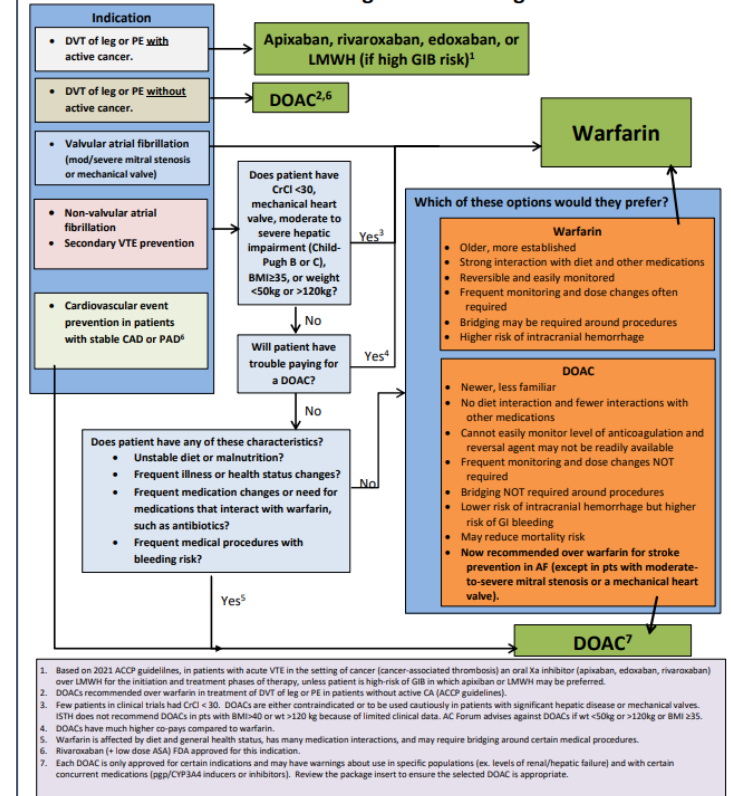 Indication
• DVT of leg or PE with
active cancer.
• DVT of leg or PE without
active cancer.
• Valvular atrial fibrillation
(mod/severe mitral stenosis
or mechanical valve)
• Non-valvular atrial
fibrillation
• Secondary VTE prevention
• Cardiovascular event
prevention in patients
with stable CAD or PAD6
Apixaban, rivaroxaban, edoxaban, or
LMWH (if high GIB risk)1
DOAC2,6
Warfarin
Does patient have
CrCl <30,
mechanical heart
valve, moderate to
severe hepatic
impairment (Child-
Pugh B or C),
BMI≥35, or weight
<50kg or >120kg?
Yes3
No
Will patient have
trouble paying for
a DOAC?
Yes4
No
Does patient have any of these characteristics?
• Unstable diet or malnutrition?
• Frequent illness or health status changes?
• Frequent medication changes or need for
medications that interact with warfarin,
such as antibiotics?
• Frequent medical procedures with
bleeding risk?
No
Yes5
Which of these options would they prefer?
Warfarin
• Older, more established
• Strong interaction with diet and other medications
• Reversible and easily monitored
• Frequent monitoring and dose changes often
required
• Bridging may be required around procedures
• Higher risk of intracranial hemorrhage
DOAC
• Newer, less familiar
• No diet interaction and fewer interactions with
other medications
• Cannot easily monitor level of anticoagulation and
reversal agent may not be readily available
• Frequent monitoring and dose changes NOT
required
• Bridging NOT required around procedures
• Lower risk of intracranial hemorrhage but higher
risk of GI bleeding
• May reduce mortality risk
• Now recommended over warfarin for stroke
prevention in AF (except in pts with moderate-
to-severe mitral stenosis or a mechanical heart
valve).
DOAC7
1. Based on 2021 ACCP guidelilnes, in patients with acute VTE in the setting of cancer (cancer-associated thrombosis) an oral Xa inhibitor (apixaban, edoxaban, rivaroxaban)
over LMWH for the initiation and treatment phases of therapy, unless patient is high-risk of GIB in which apixiban or LMWH may be preferred.
2. DOACs recommended over warfarin in treatment of DVT of leg or PE in patients without active CA (ACCP guidelines).
3. Few patients in clinical trials had CrCl < 30. DOACs are either contraindicated or to be used cautiously in patients with significant hepatic disease or mechanical valves.
ISTH does not recommend DOACs in pts with BMI>40 or wt >120 kg because of limited clinical data. AC Forum advises against DOACs if wt <50kg or >120kg or BMI ≥35.
4. DOACs have much higher co-pays compared to warfarin.
5. Warfarin is affected by diet and general health status, has many medication interactions, and may require bridging around certain medical procedures.
6. Rivaroxaban (+ low dose ASA) FDA approved for this indication.
7. Each DOAC is only approved for certain indications and may have warnings about use in specific populations (ex. levels of renal/hepatic failure) and with certain
concurrent medications (pgp/CYP3A4 inducers or inhibitors). Review the package insert to ensure the selected DOAC is appropriate.